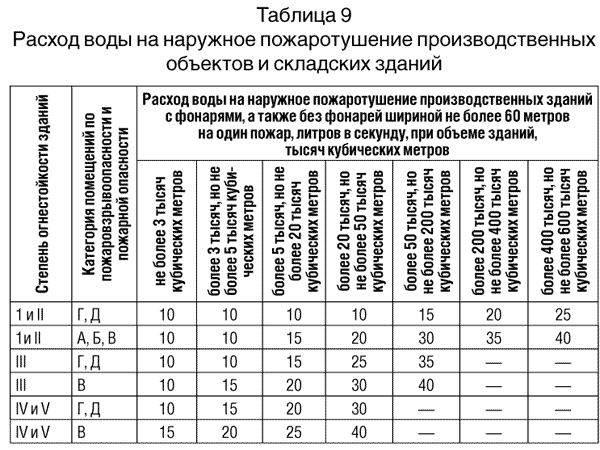 Таблица 9
Расход воды на наружное пожаротушение производственных
объектов и складских зданий
Степень огнестойкости зданий
Категория помещений по
пожаровзрывоопасности и
пожарной опасности
Расход воды на наружное пожаротушение производственных зданий
с фонарями, а также без фонарей шириной не более 60 метров
на один пожар, литров в секунду, при объеме зданий,
тысяч кубических метров
не более 3 тысяч
кубических метров
более 3 тысяч, но не
более 5 тысяч куби-
ческих метров
более 5 тысяч, но не
более 20 тысяч
кубических метров
более 20 тысяч, но
не более 50 тысяч
кубических метров
более 50 тысяч, но
не более 200 тысяч
кубических метров
более 200 тысяч, но
не более 400 тысяч
кубических метров
более 400 тысяч, но
не более 600 тысяч
кубических метров
1 и II Г, Д 10 10 10 10 15 20 25
1и II А, Б, В 10 10 15 20 30 35 40
III Г, Д 10 10 15 25 35 — —
III В 10 15 20 30 40 — —
IV и V Г, Д 10 15 20 30 — — —
IV и V В 15 20 25 40 — — —